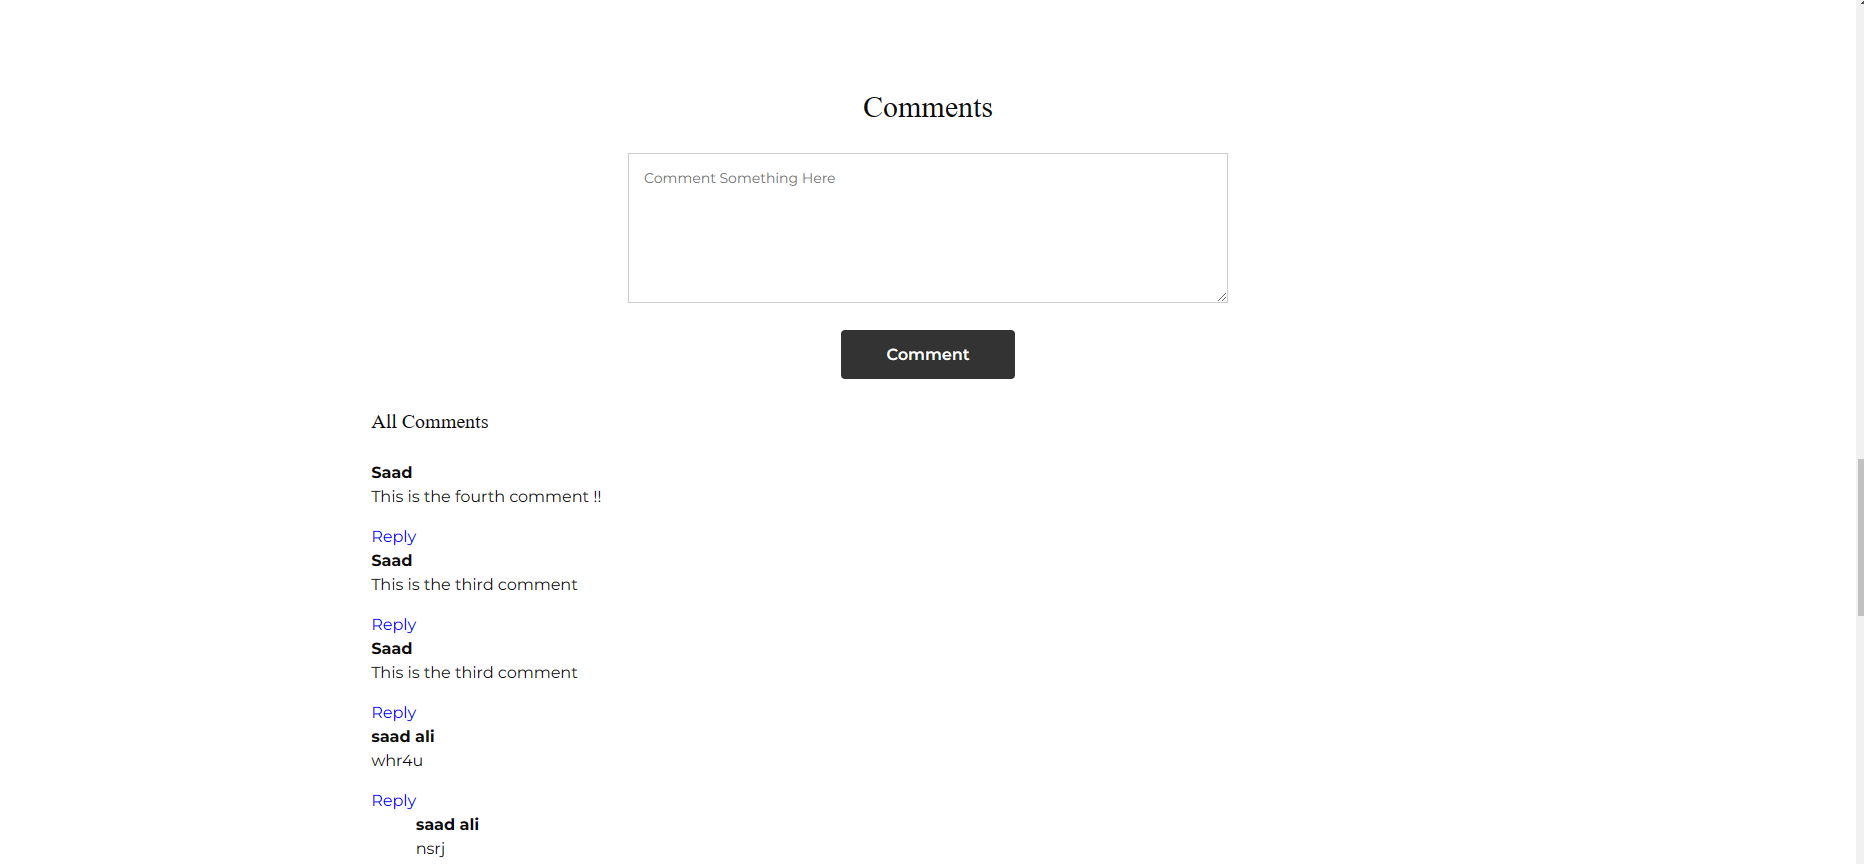 Comments
Comment Something Here
Comment
All Comments
Saad
This is the fourth comment !!
Reply
Saad
This is the third comment
Reply
Saad
This is the third comment
Reply
saad ali
whr4u
Reply
saad ali
nsrj